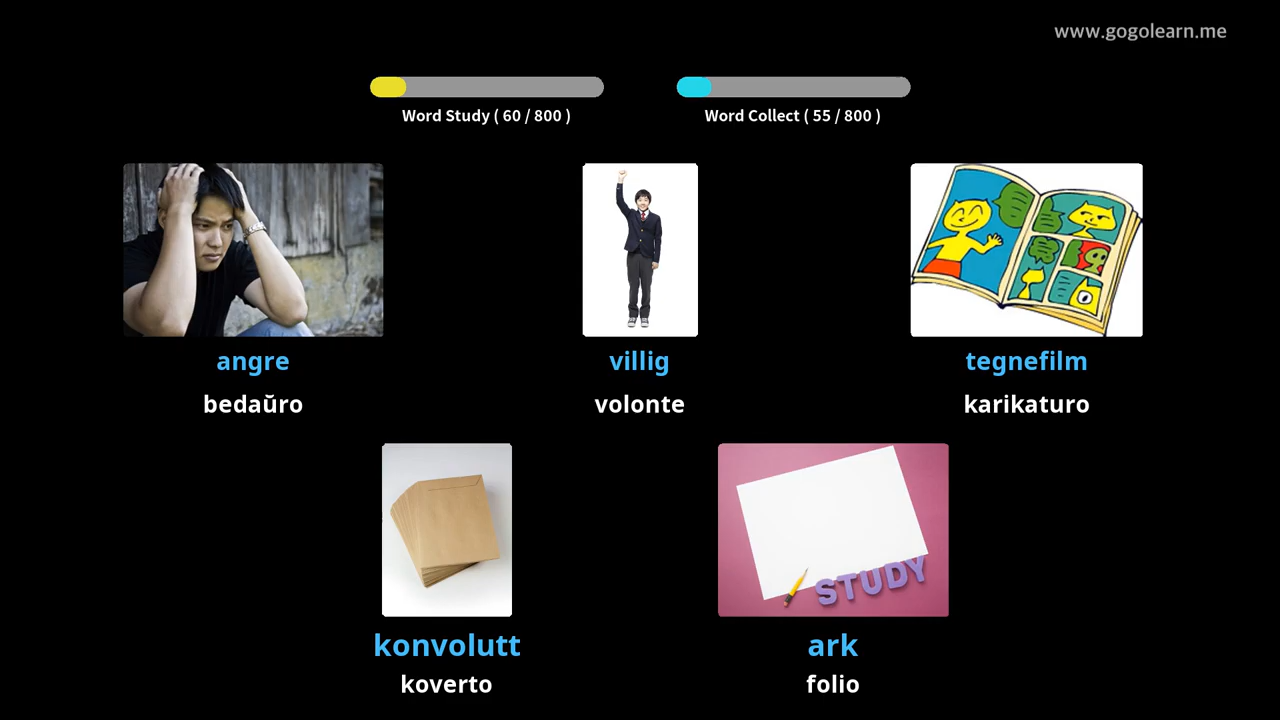 www.gogolearn.me
Word Study ( 60 / 800 )
Word Collect ( 55 / 800 )
angre
villig
tegnefilm
bedaŭro
volonte
karikaturo
STUDY
konvolutt
ark
koverto
folio